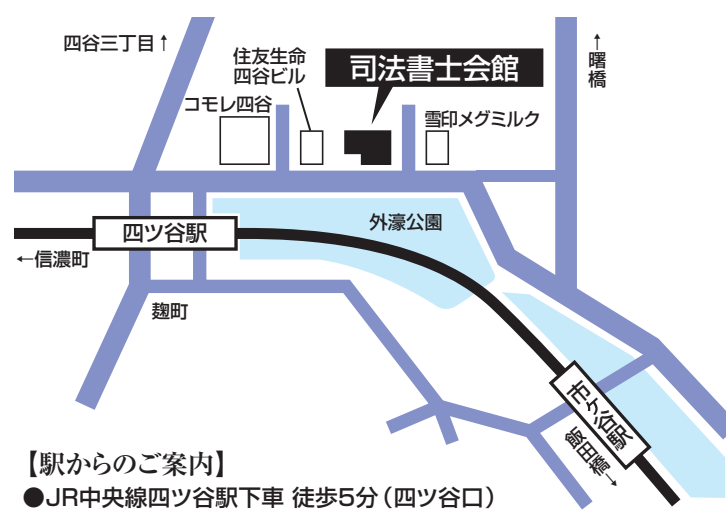 四谷三丁目↑
住友生命
四谷ビル
司法書士会館
↑曙橋
コモレ四谷
雪印メグミルク
外濠公園
四ツ谷駅
←信濃町
麹町
市ケ谷駅
飯田橋→
【駅からのご案内】
●JR中央線四ツ谷駅下車 徒歩5分(四ツ谷口)